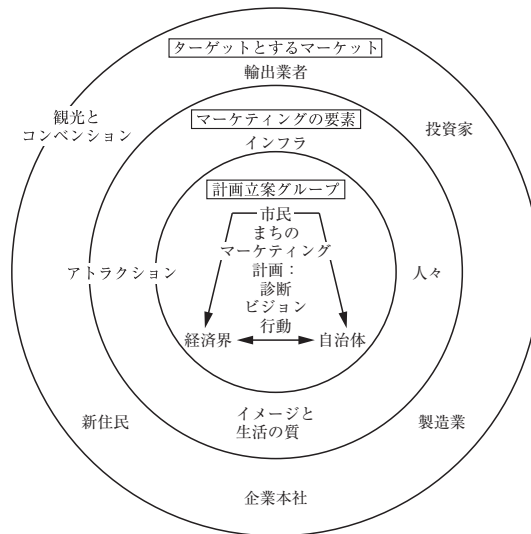 ターゲットとするマーケット
輸出業者
観光と
コンベンション
投資家
マーケティングの要素
インフラ
計画立案グループ
市民
まちの
マーケティング
計画：
診断
ビジョン
行動
アトラクション
人々
経済界
自治体
イメージと
生活の質
新住民
製造業
企業本社